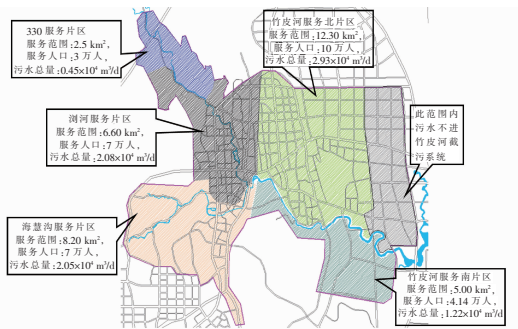 330 服务片区
服务范围:2.5 km²,
服务人口:3 万人,
污水总量:0.45×10⁴ m³/d
竹皮河服务北片区
服务范围:12.30 km²,
服务人口:10 万人,
污水总量:2.93×10⁴ m³/d
浏河服务片区
服务范围:6.60 km²,
服务人口:7 万人,
污水总量:2.08×10⁴ m³/d
此范围内
污水不进
竹皮河截
污系统
海慧沟服务片区
服务范围:8.20 km²,
服务人口:7 万人,
污水总量:2.05×10⁴ m³/d
竹皮河服务南片区
服务范围:5.00 km²,
服务人口:4.14 万人,
污水总量:1.22×10⁴ m³/d